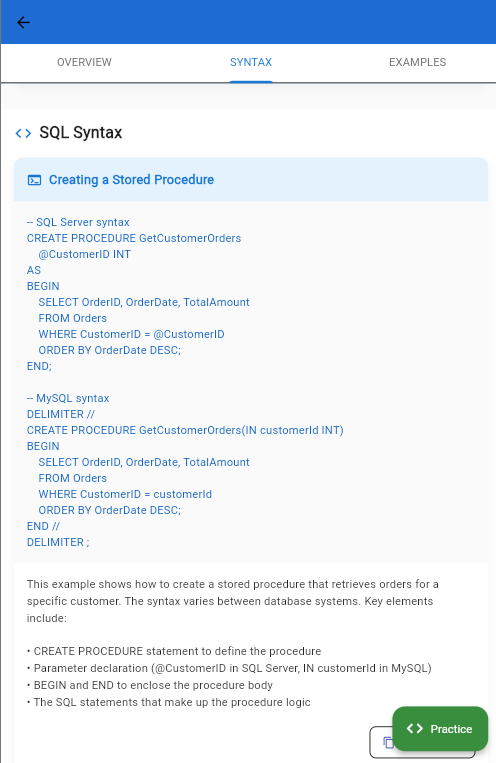 OVERVIEW
SYNTAX
EXAMPLES
SQL Syntax
Creating a Stored Procedure
-- SQL Server syntax
CREATE PROCEDURE GetCustomerOrders
    @CustomerID INT
AS
BEGIN
    SELECT OrderID, OrderDate, TotalAmount
    FROM Orders
    WHERE CustomerID = @CustomerID
    ORDER BY OrderDate DESC;
END;

-- MySQL syntax
DELIMITER //
CREATE PROCEDURE GetCustomerOrders(IN customerId INT)
BEGIN
    SELECT OrderID, OrderDate, TotalAmount
    FROM Orders
    WHERE CustomerID = customerId
    ORDER BY OrderDate DESC;
END //
DELIMITER ;

This example shows how to create a stored procedure that retrieves orders for a
specific customer. The syntax varies between database systems. Key elements
include:

• CREATE PROCEDURE statement to define the procedure
• Parameter declaration (@CustomerID in SQL Server, IN customerId in MySQL)
• BEGIN and END to enclose the procedure body
• The SQL statements that make up the procedure logic
Practice